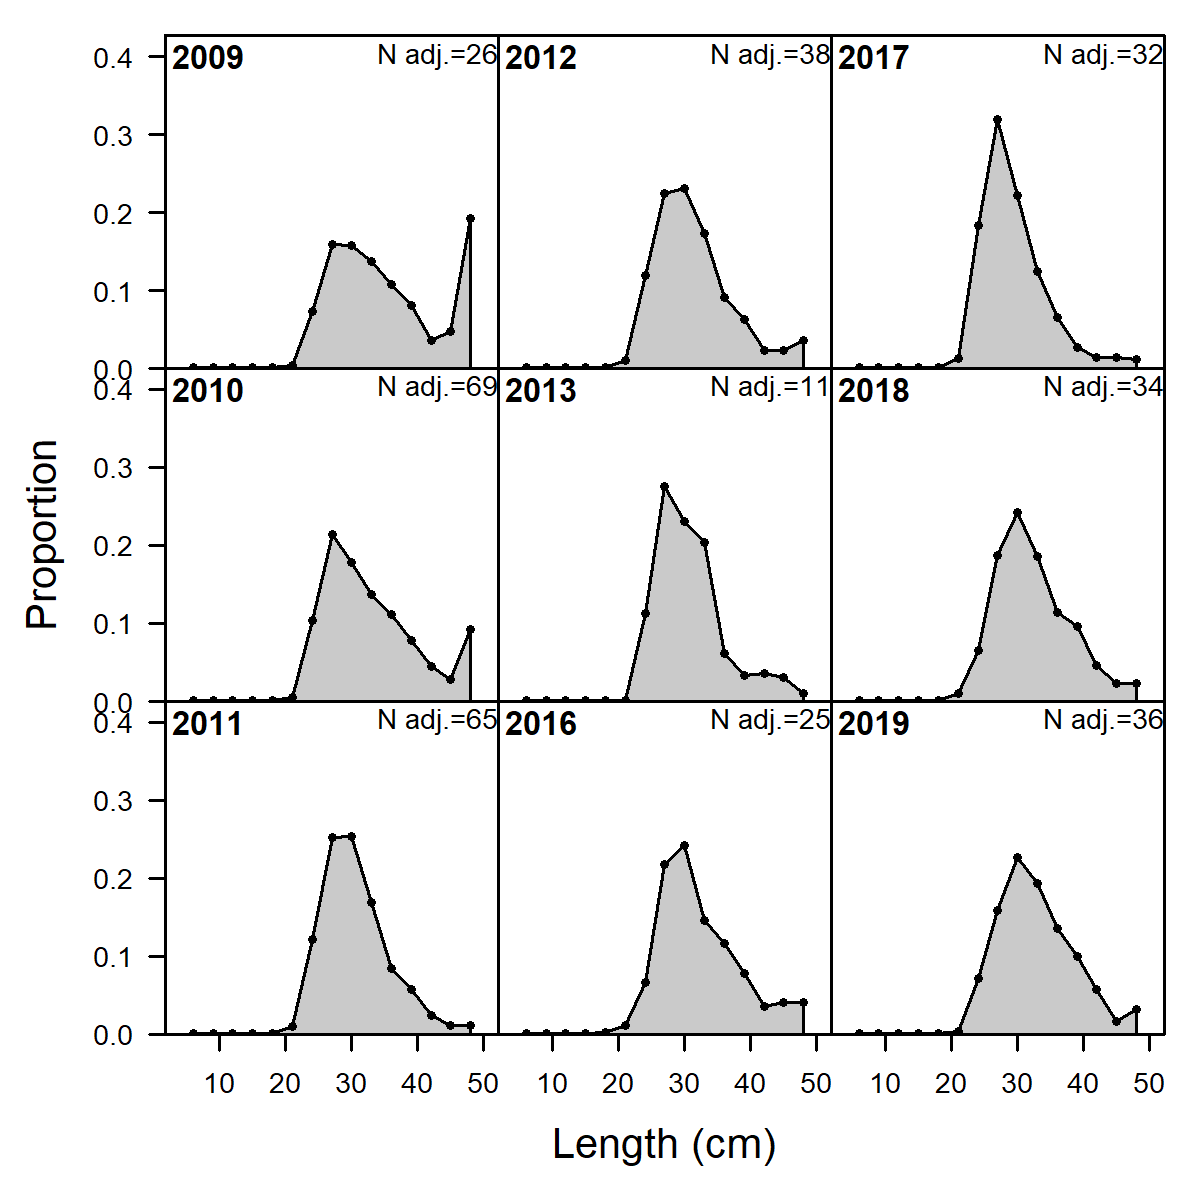 2009 N adj.=26
2012 N adj.=38
2017 N adj.=32
0.4
0.3
0.2
0.1
0.0
2010 N adj.=69
2013 N adj.=11
2018 N adj.=34
0.4
0.3
0.2
0.1
0.0
2011 N adj.=65
2016 N adj.=25
2019 N adj.=36
0.4
0.3
0.2
0.1
0.0
10 20 30 40 50
10 20 30 40 50
10 20 30 40 50
Proportion
Length (cm)